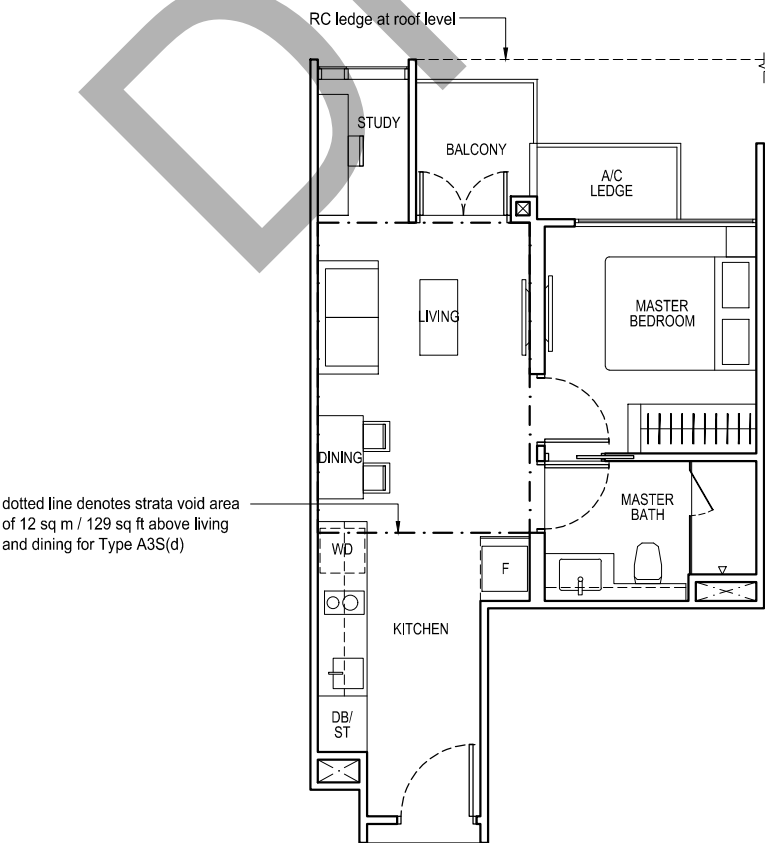 RC ledge at roof level
STUDY
BALCONY
A/C
LEDGE
LIVING
MASTER
BEDROOM
DINING
dotted line denotes strata void area
of 12 sq m / 129 sq ft above living
and dining for Type A3S(d)
MASTER
BATH
WD
F
KITCHEN
DB/
ST